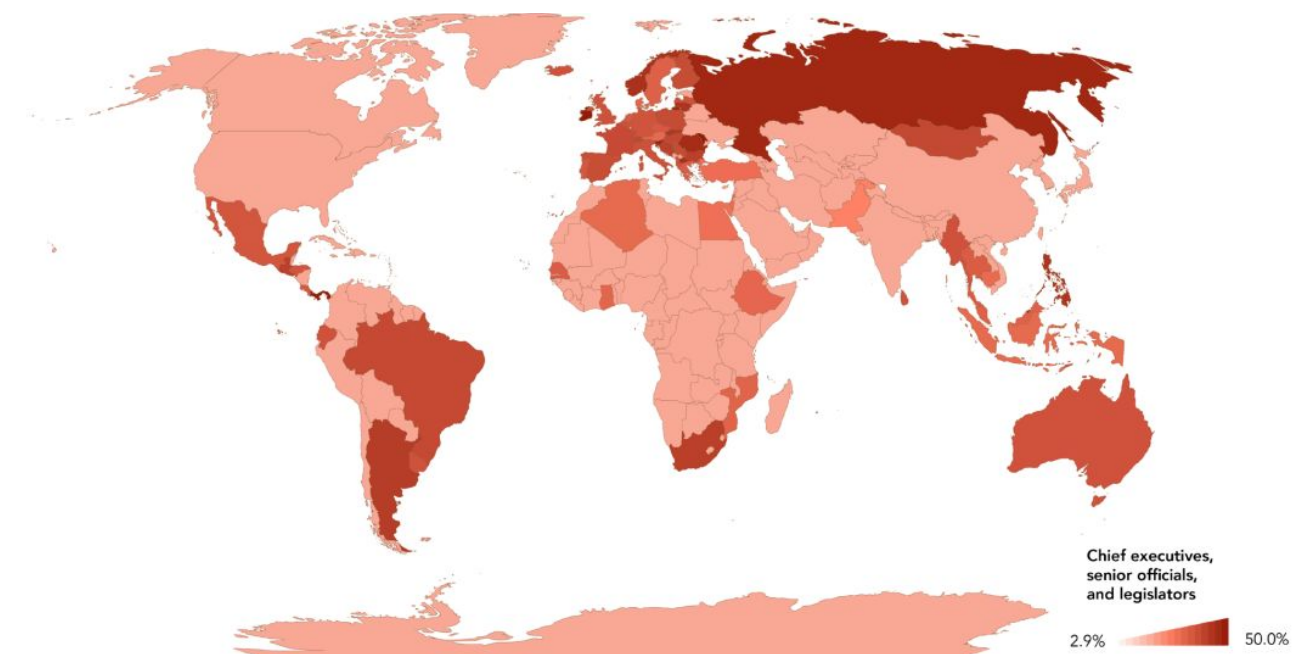 Chief executives,
senior officials,
and legislators
2.9% 50.0%